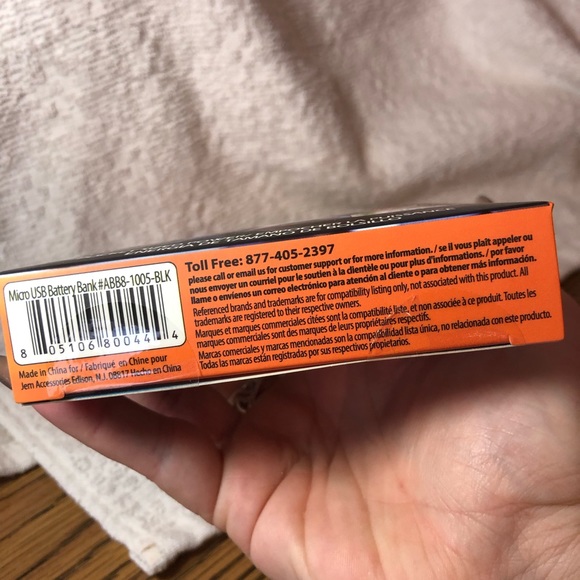 Micro USB Battery Bank #ABB8-1005-BLK
8 05106 80044 4
Made in China for / Fabriqué en Chine pour
Jem Accessories Edison, N.J. 08817 Hecho en China
Toll Free: 877-405-2397
please call or email us for customer support or for more information. / se il vous plaît appeler ou
nous envoyer un courriel pour le soutien à la clientèle ou pour plus d'informations. / por favor
llame o envienos un correo electrónico para atención al cliente o para obtener más información.
Referenced brands and trademarks are for compatibility listing only, not associated with this product. All
trademarks are registered to their respective owners.
Marques et marques commerciales citées sont la compatibilité liste, et non associée à ce produit. Toutes les
marques commerciales sont des marques de leurs propriétaires respectifs.
Marcas comerciales y marcas mencionadas son la compatibilidad lista única, no relacionada con este producto.
Todas las marcas están registradas por sus respectivos propietarios.